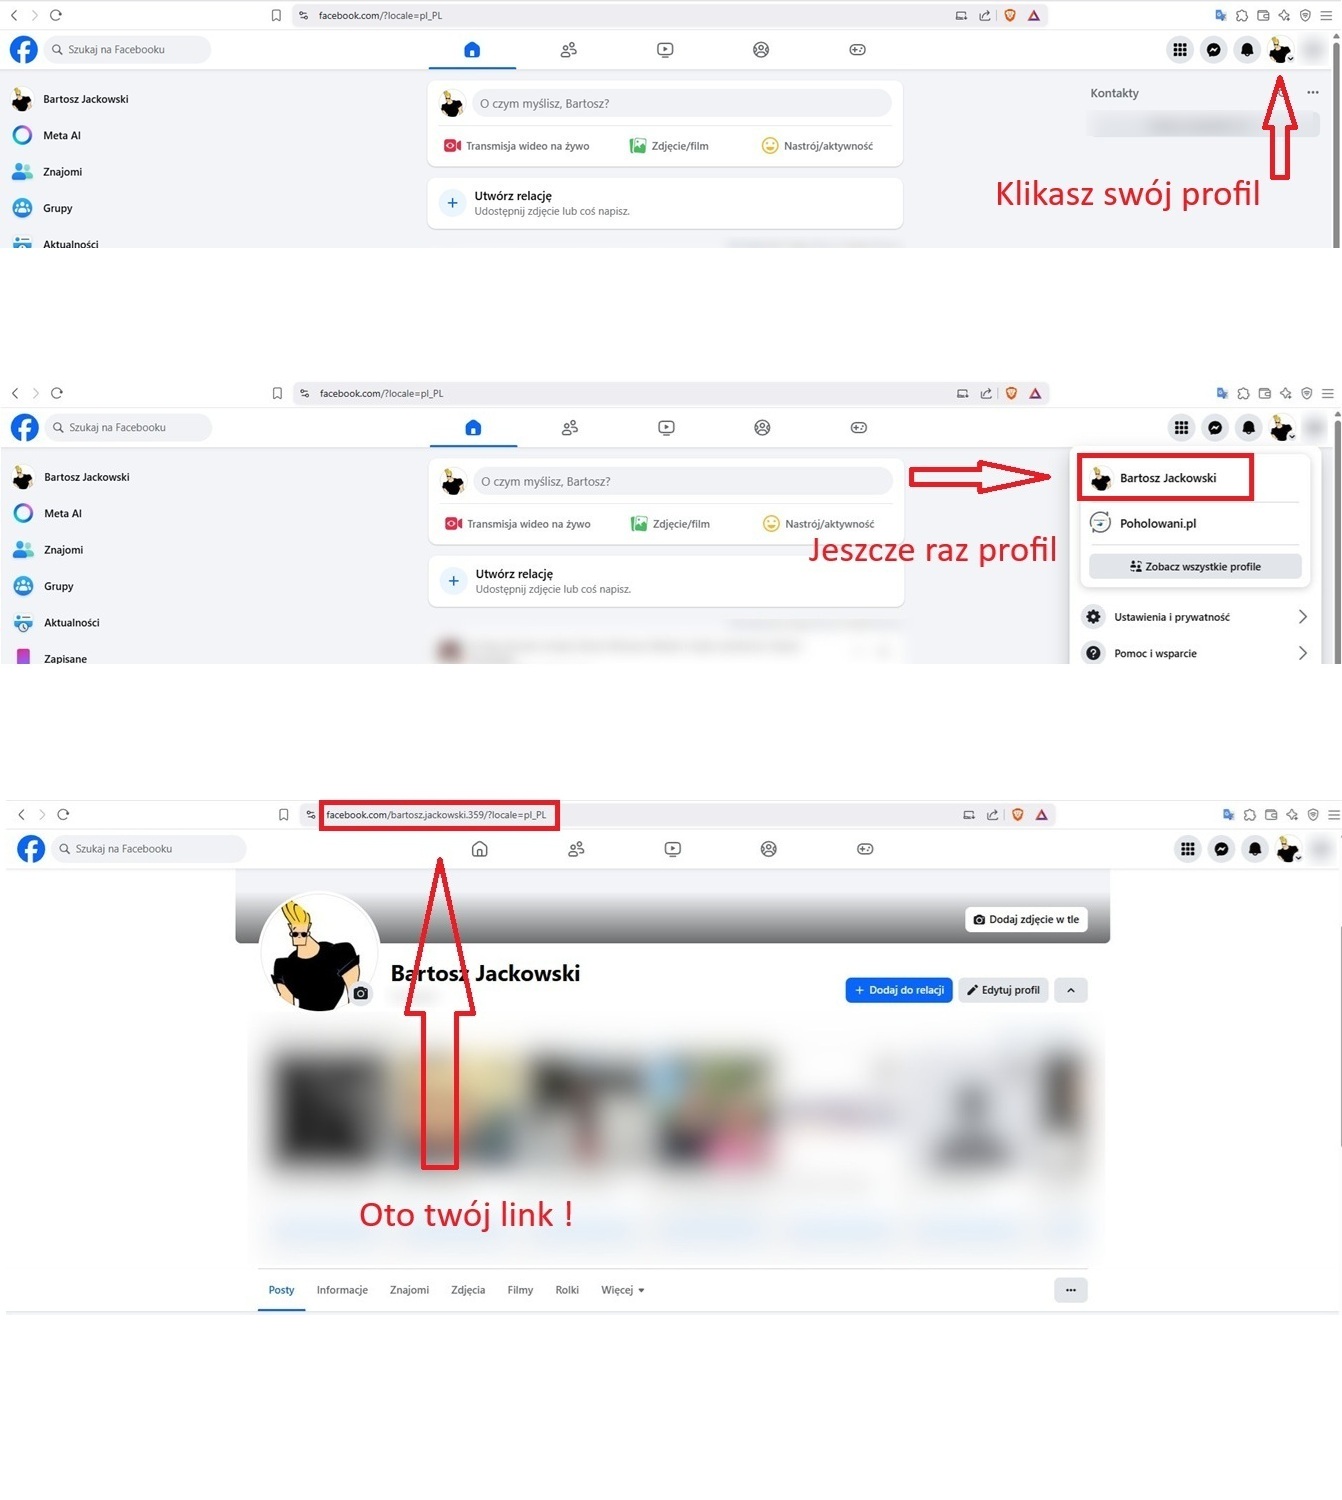 facebook.com/?locale=pl_PL
Szukaj na Facebooku
Bartosz Jackowski
O czym myślisz, Bartosz?
Kontakty
Meta AI
Transmisja wideo na żywo
Zdjęcie/film
Nastrój/aktywność
Znajomi
Klikasz swój profil
Utwórz relację
Udostępnij zdjęcie lub coś napisz.
Grupy
Aktualności
facebook.com/?locale=pl_PL
Szukaj na Facebooku
Bartosz Jackowski
O czym myślisz, Bartosz?
Bartosz Jackowski
Meta AI
Transmisja wideo na żywo
Zdjęcie/film
Nastrój/aktywność
Poholowani.pl
Jeszcze raz profil
Znajomi
Zobacz wszystkie profile
Utwórz relację
Udostępnij zdjęcie lub coś napisz.
Grupy
Aktualności
Ustawienia i prywatność
Zapisane
Pomoc i wsparcie
facebook.com/bartosz.jackowski.359/?locale=pl_PL
Szukaj na Facebooku
Dodaj zdjęcie w tle
Bartosz Jackowski
+ Dodaj do relacji
Edytuj profil
Oto twój link !
Posty
Informacje
Znajomi
Zdjęcia
Filmy
Rolki
Więcej